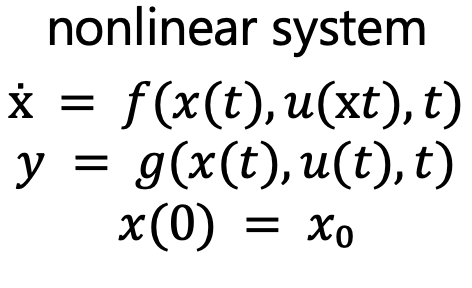 nonlinear system
ẋ = f(x(t), u(xt), t)
y = g(x(t), u(t), t)
x(0) = x₀